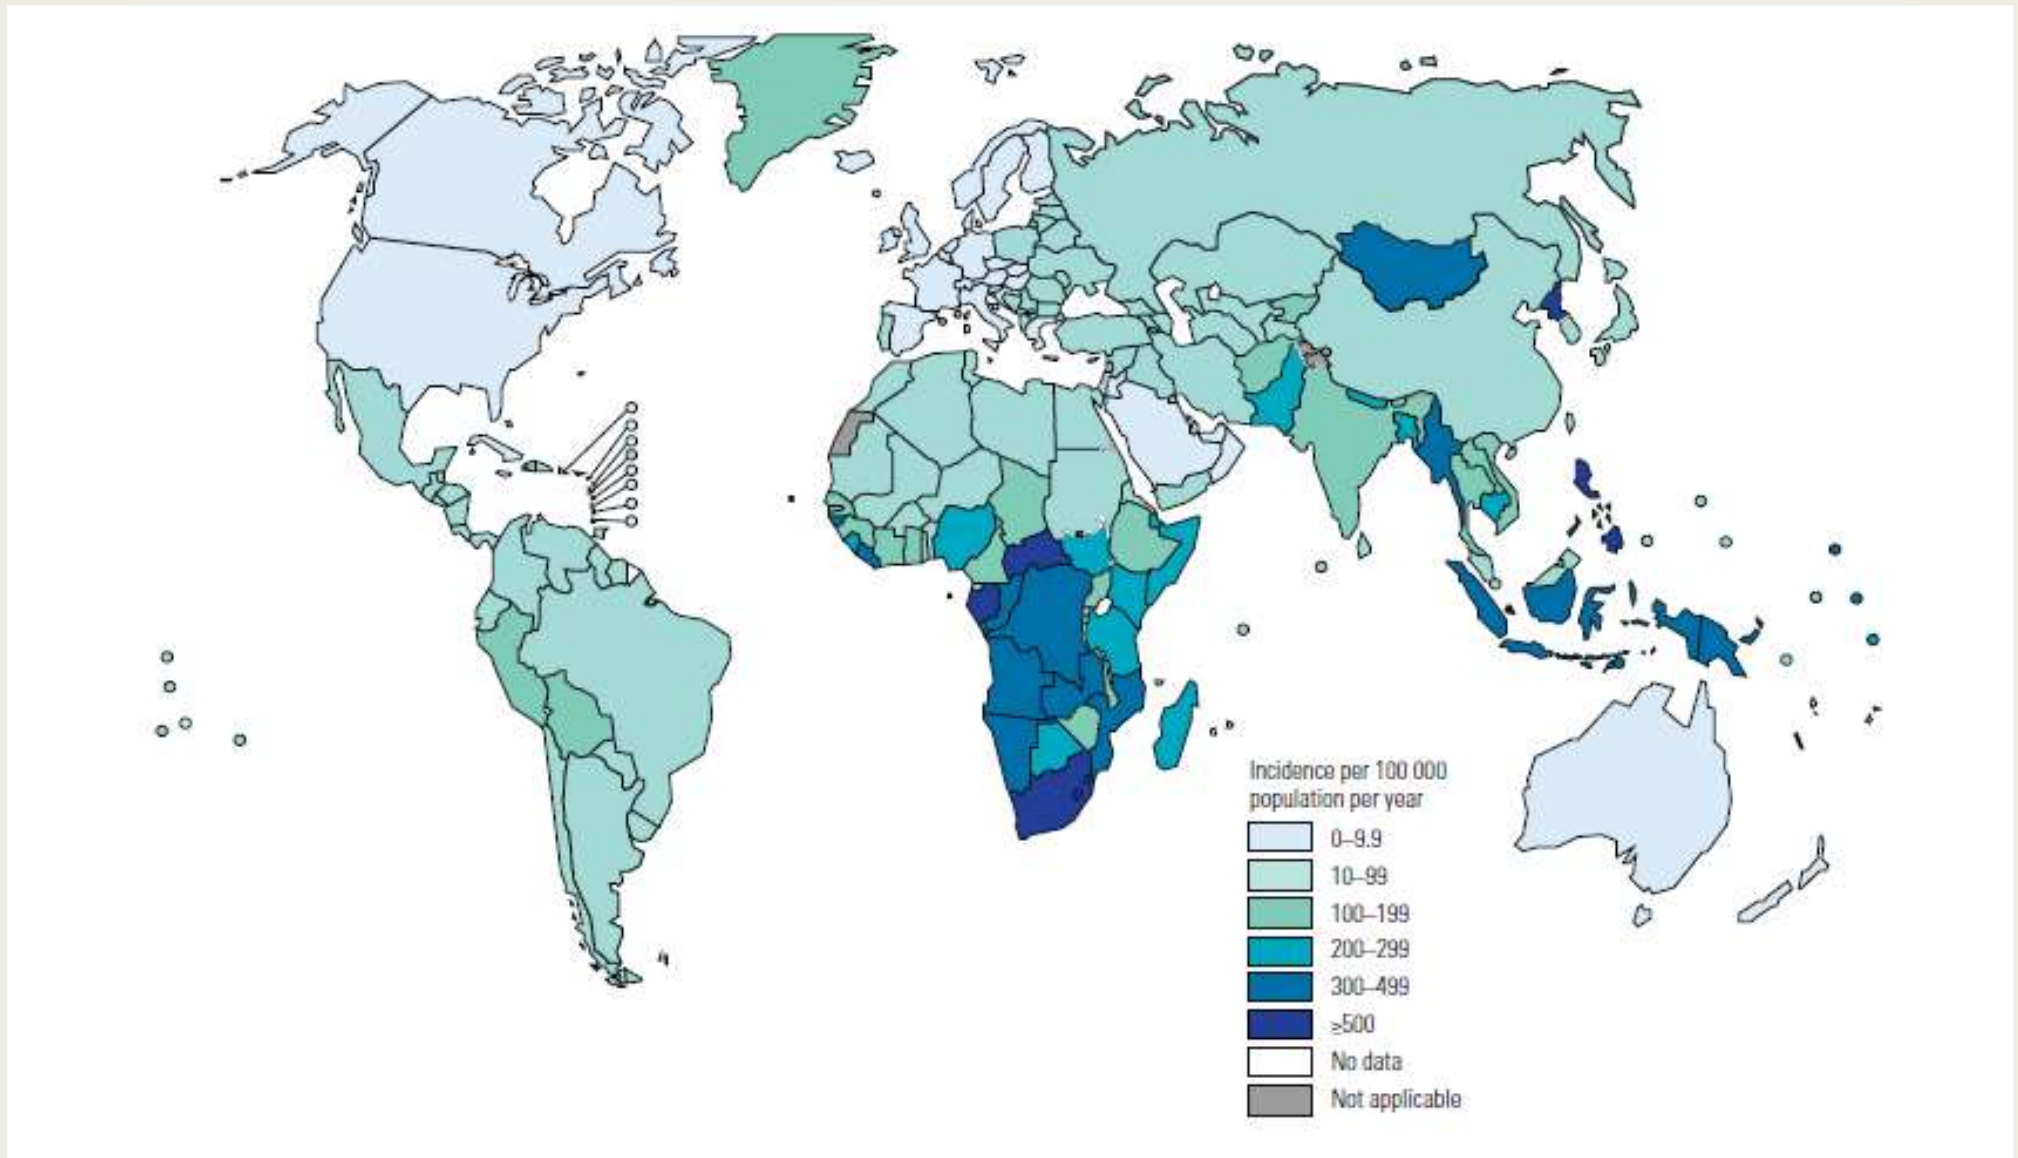 Incidence per 100 000
population per year
0–9.9
10–99
100–199
200–299
300–499
≥500
No data
Not applicable